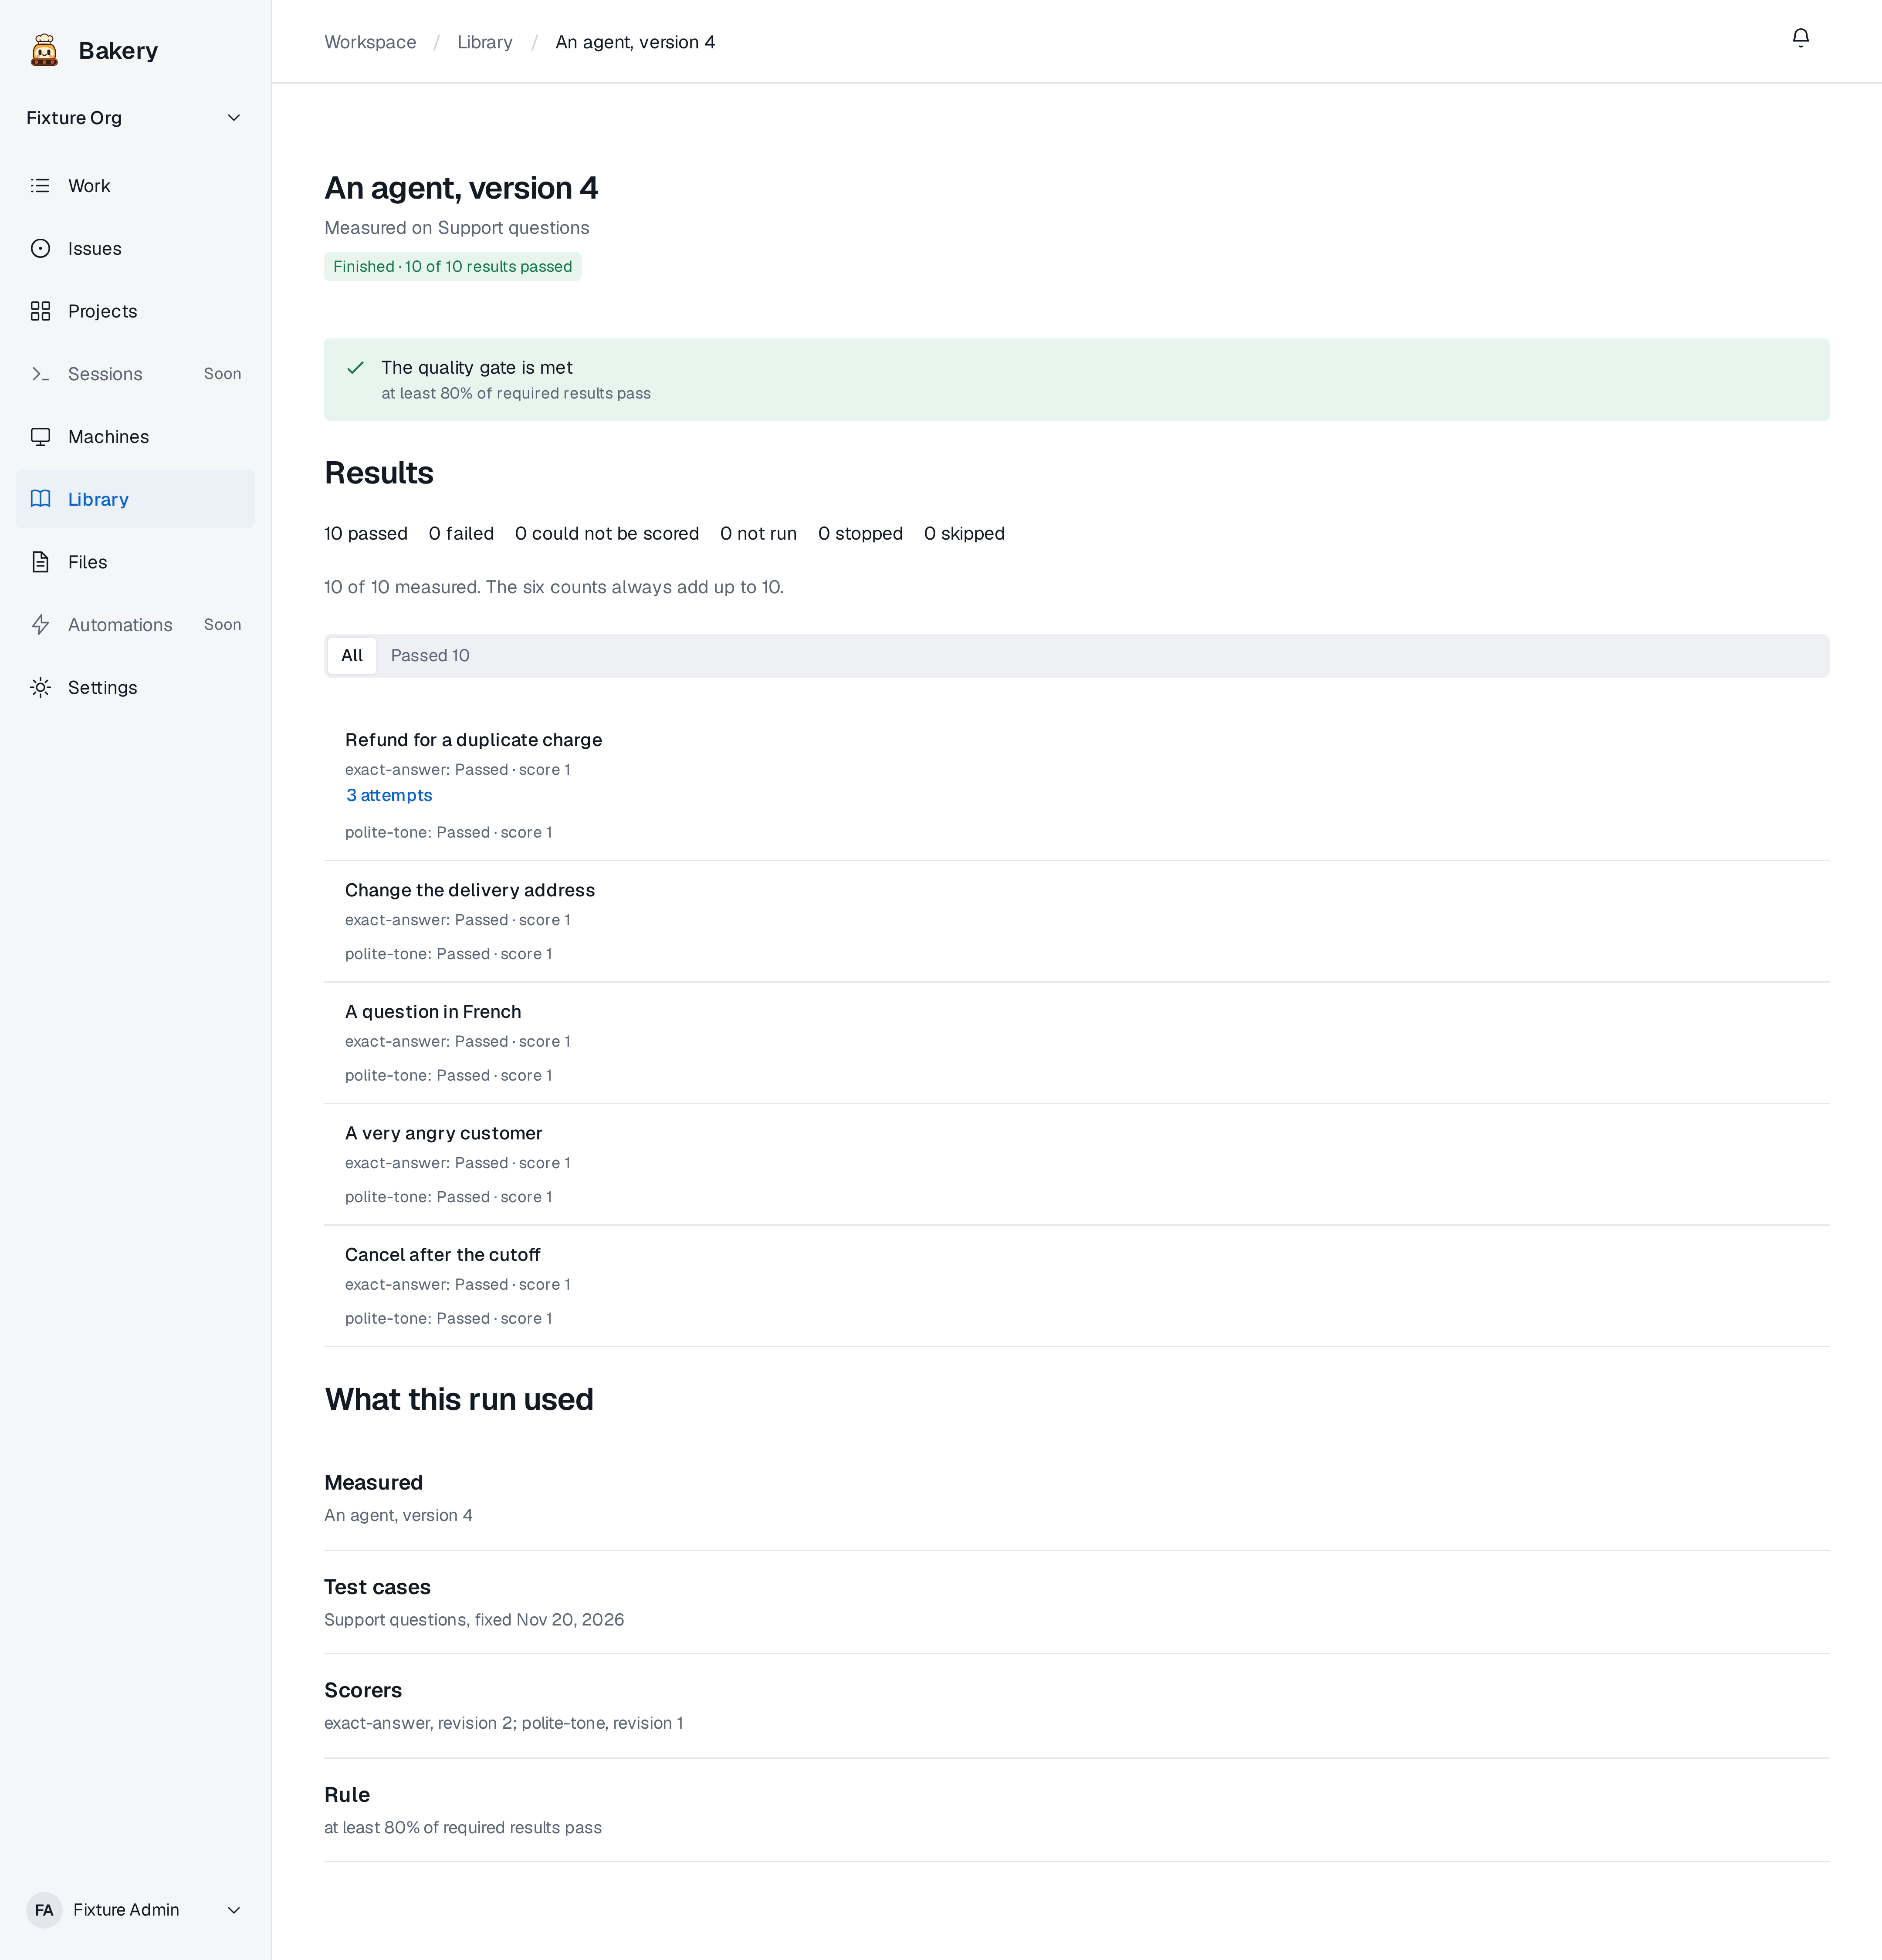 Bakery
Fixture Org
Work
Issues
Projects
Sessions Soon
Machines
Library
Files
Automations Soon
Settings
FA Fixture Admin
Workspace / Library / An agent, version 4
An agent, version 4
Measured on Support questions
Finished · 10 of 10 results passed
The quality gate is met
at least 80% of required results pass
Results
10 passed 0 failed 0 could not be scored 0 not run 0 stopped 0 skipped
10 of 10 measured. The six counts always add up to 10.
All Passed 10
Refund for a duplicate charge
exact-answer: Passed · score 1
3 attempts
polite-tone: Passed · score 1
Change the delivery address
exact-answer: Passed · score 1
polite-tone: Passed · score 1
A question in French
exact-answer: Passed · score 1
polite-tone: Passed · score 1
A very angry customer
exact-answer: Passed · score 1
polite-tone: Passed · score 1
Cancel after the cutoff
exact-answer: Passed · score 1
polite-tone: Passed · score 1
What this run used
Measured
An agent, version 4
Test cases
Support questions, fixed Nov 20, 2026
Scorers
exact-answer, revision 2; polite-tone, revision 1
Rule
at least 80% of required results pass